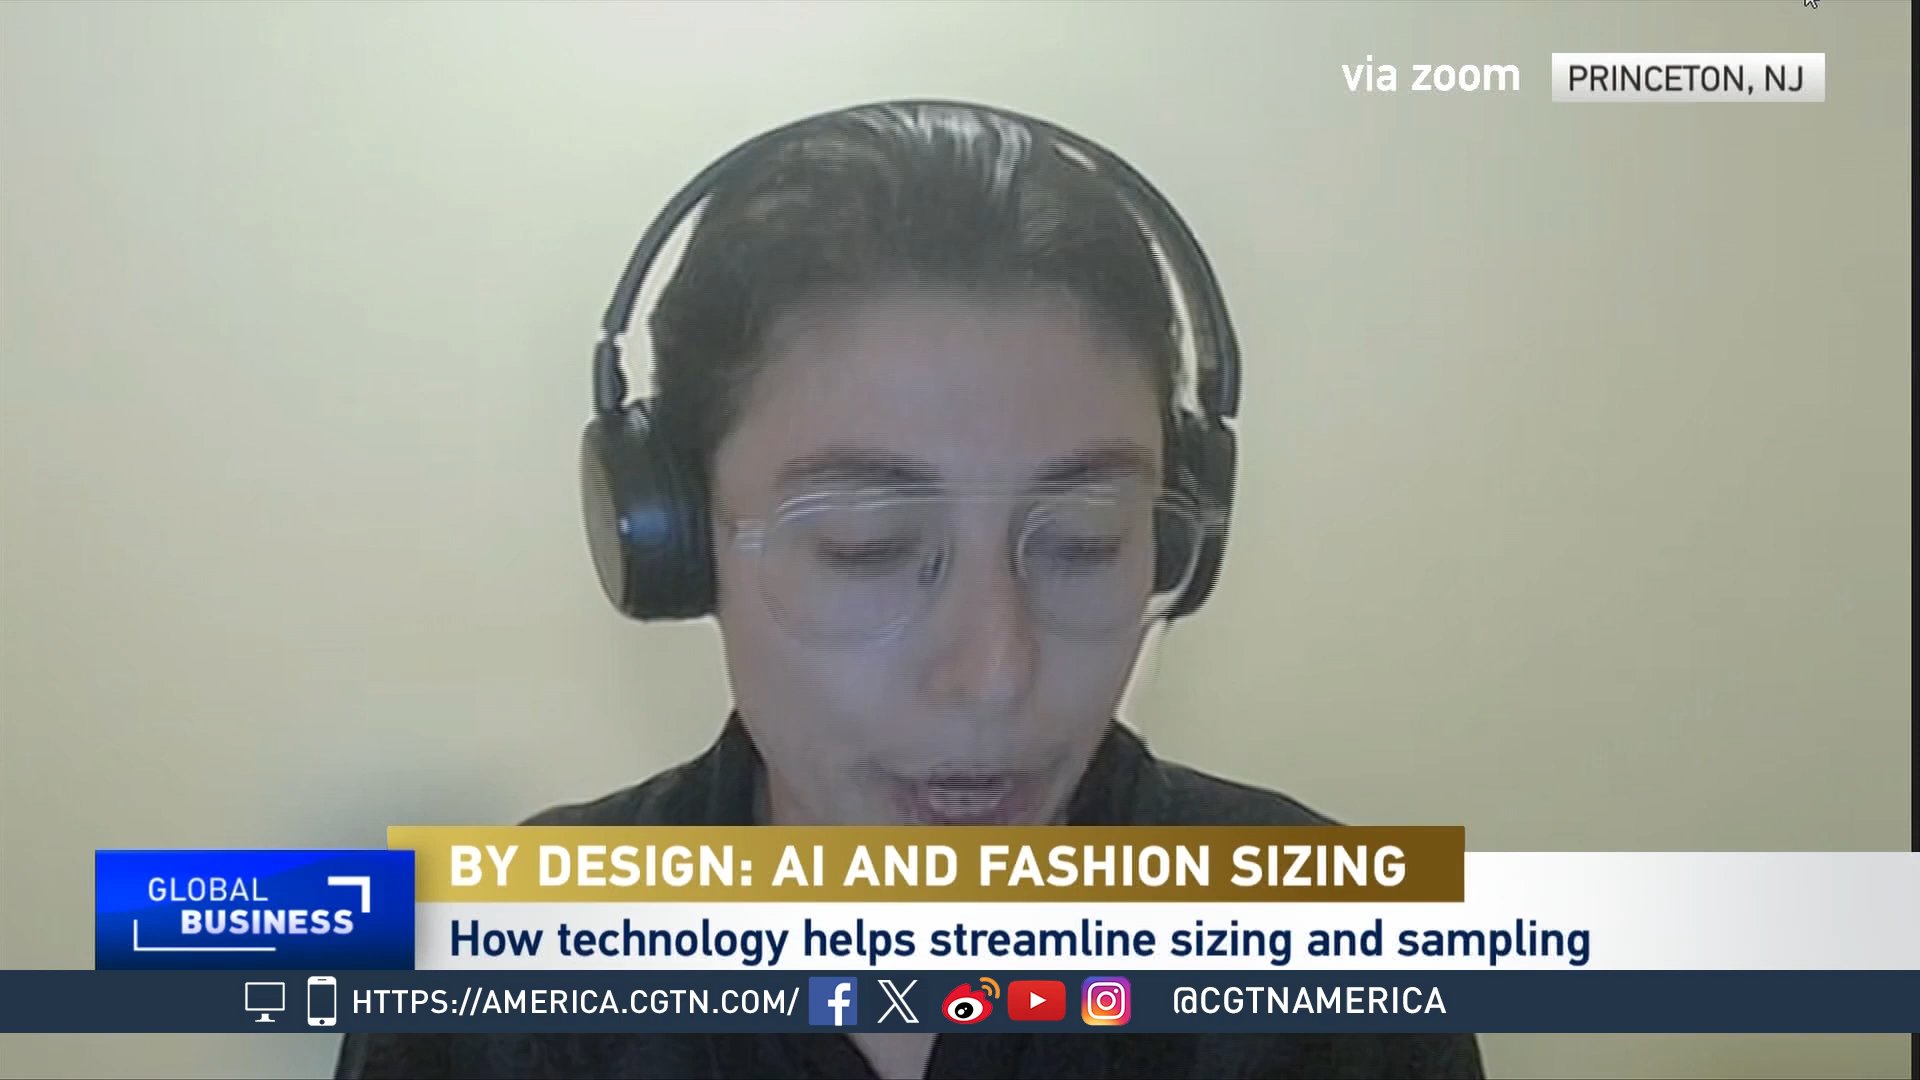 via zoom
PRINCETON, NJ
BY DESIGN: AI AND FASHION SIZING
GLOBAL
BUSINESS
How technology helps streamline sizing and sampling
HTTPS://AMERICA.CGTN.COM/
@CGTNAMERICA